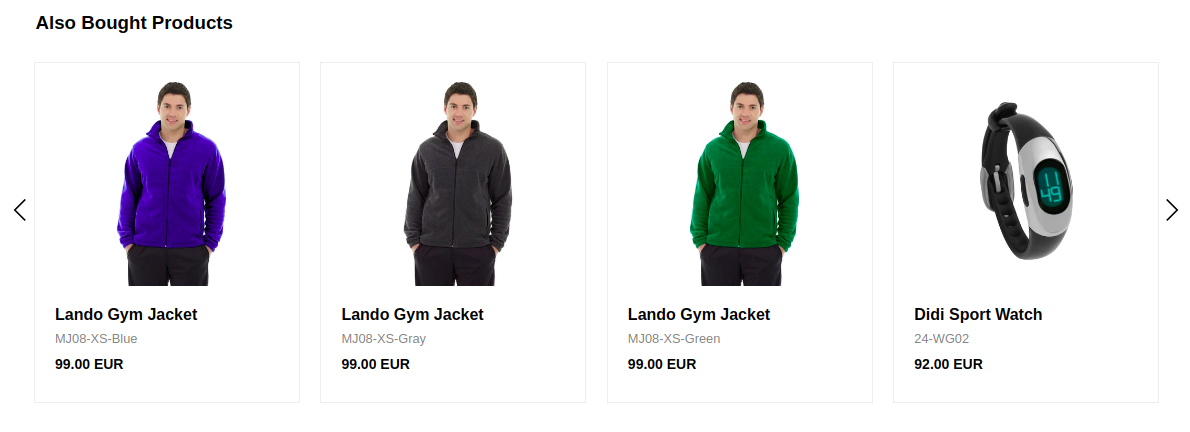 Also Bought Products
11
49
Lando Gym Jacket
MJ08-XS-Blue
99.00 EUR
Lando Gym Jacket
MJ08-XS-Gray
99.00 EUR
Lando Gym Jacket
MJ08-XS-Green
99.00 EUR
Didi Sport Watch
24-WG02
92.00 EUR